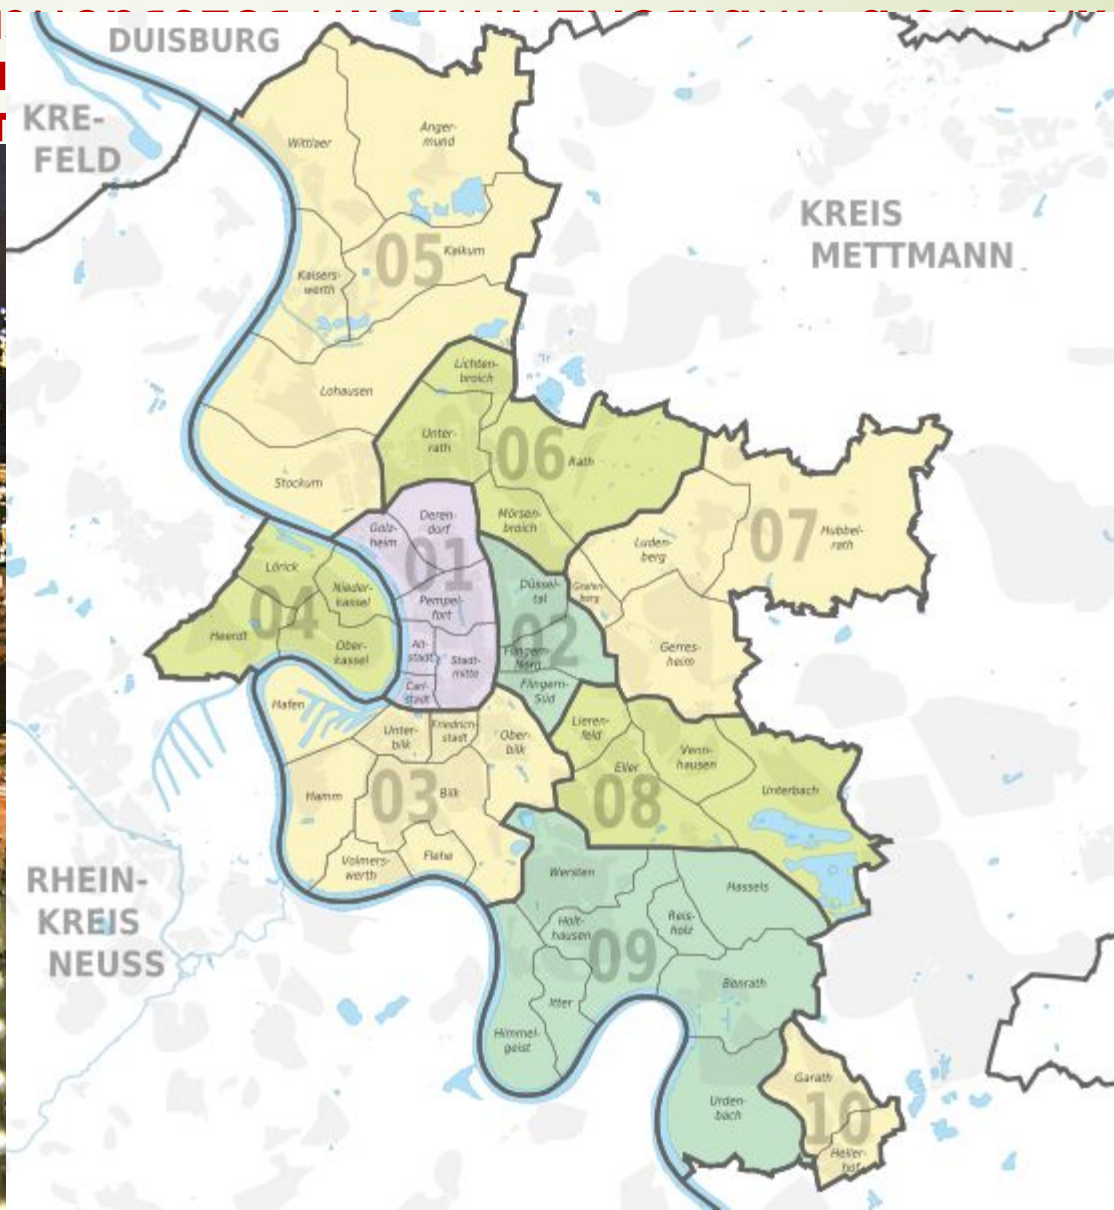 DUISBURG
KRE-
FELD
KREIS
METTMANN
RHEIN-
KREIS
NEUSS
05
Wittlaer
Anger-
mund
Kalkum
Kaisers-
werth
Lohausen
Stockum
06
Lichten-
broich
Unter-
rath
Rath
Mörsen-
broich
07
Luden-
berg
Hubbel-
rath
Grafen-
berg
Gerres-
heim
01
Golz-
heim
Deren-
dorf
Pempel-
fort
Alt-
stadt
Stadt-
mitte
Carl-
stadt
02
Düssel-
tal
Flingern-
Nord
Flingern-
Süd
04
Lörick
Nieder-
kassel
Heerdt
Ober-
kassel
03
Hafen
Unter-
bilk
Friedrich-
stadt
Ober-
bilk
Hamm
Bilk
Volmers-
werth
Flehe
08
Lieren-
feld
Eller
Venn-
hausen
Unterbach
09
Wersten
Holt-
hausen
Reis-
holz
Hassels
Benrath
Itter
Himmel-
geist
Urden-
bach
10
Garath
Heller-
hof